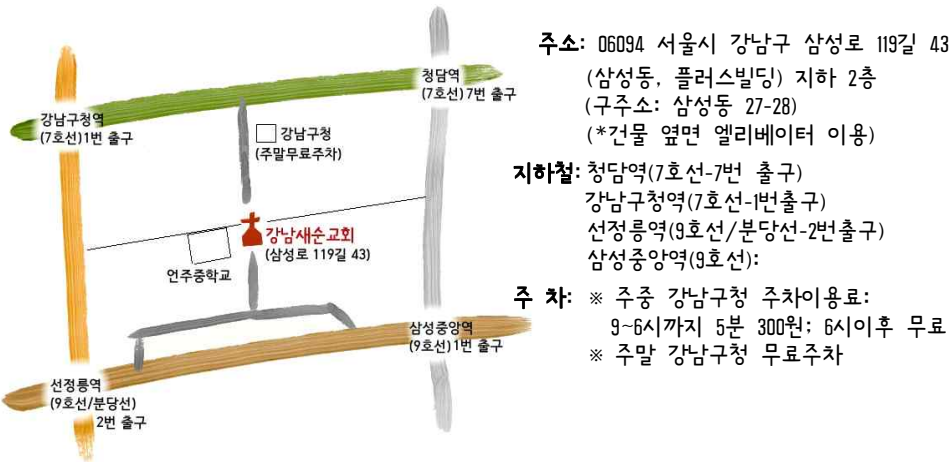 청담역
(7호선)7번 출구
강남구청역
(7호선)1번 출구
강남구청
(주말무료주차)
강남새순교회
(삼성로 119길 43)
언주중학교
삼성중앙역
(9호선)1번 출구
선정릉역
(9호선/분당선)
2번 출구
주소: 06094 서울시 강남구 삼성로 119길 43
(삼성동, 플러스빌딩) 지하 2층
(구주소: 삼성동 27-28)
(*건물 옆면 엘리베이터 이용)
지하철: 청담역(7호선-7번 출구)
강남구청역(7호선-1번출구)
선정릉역(9호선/분당선-2번출구)
삼성중앙역(9호선):
주 차: ※ 주중 강남구청 주차이용료:
9~6시까지 5분 300원; 6시이후 무료
※ 주말 강남구청 무료주차